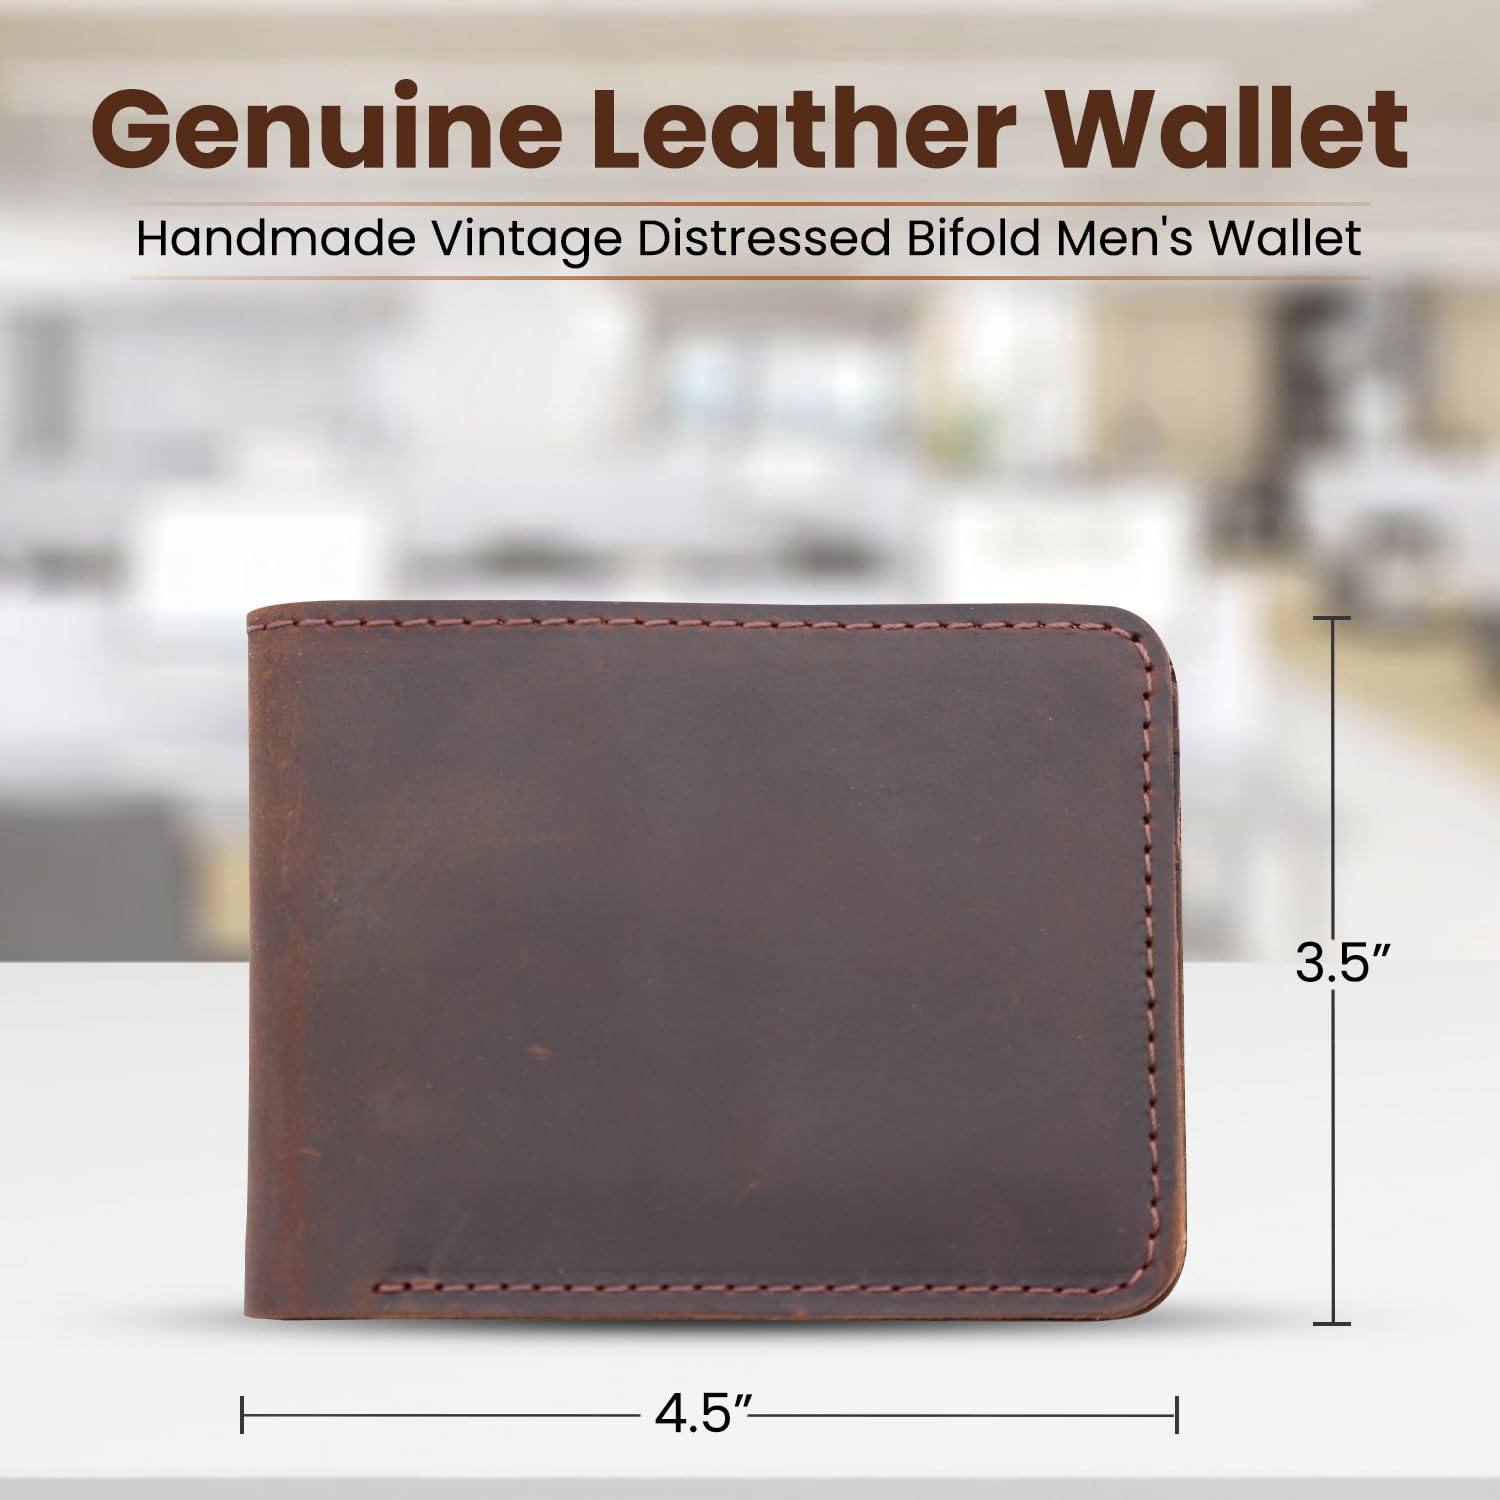 Genuine Leather Wallet
Handmade Vintage Distressed Bifold Men's Wallet
3.5”
4.5”